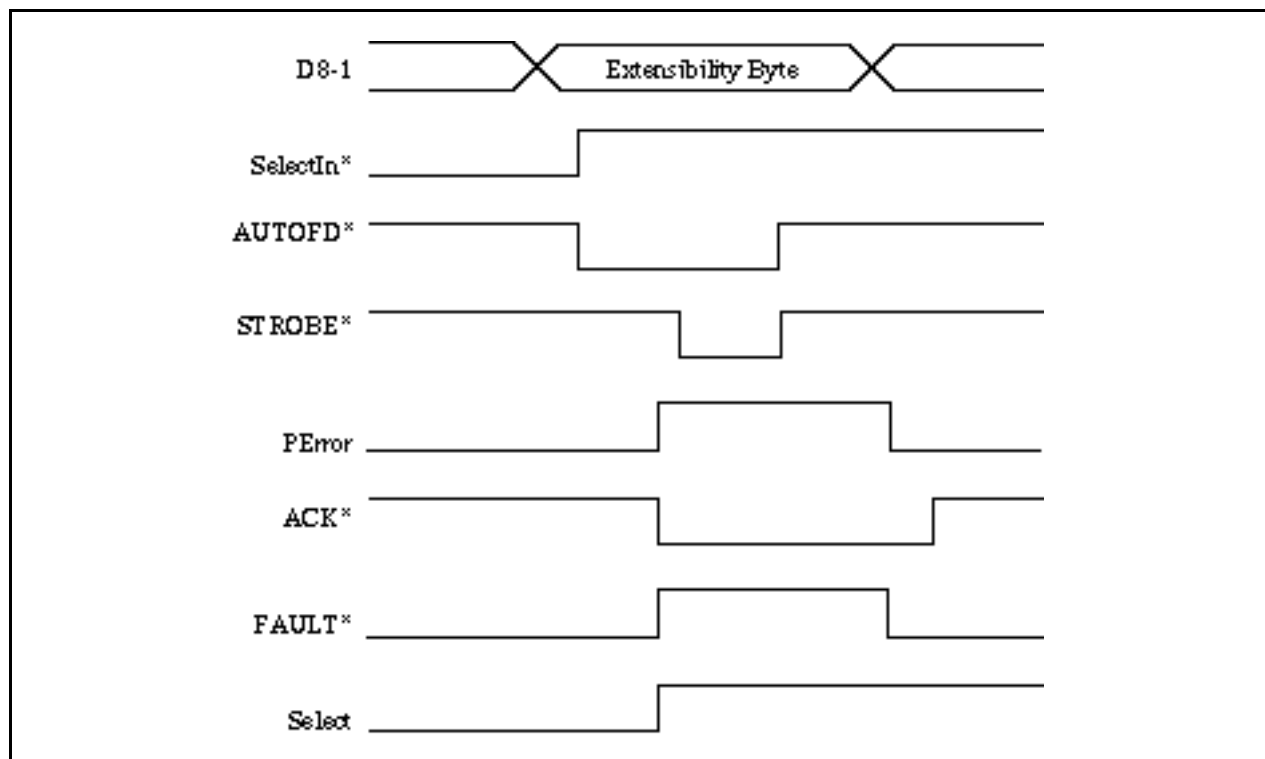 D8-1
Extensibility Byte
SelectIn*
AUTOFD*
STROBE*
PError
ACK*
FAULT*
Select